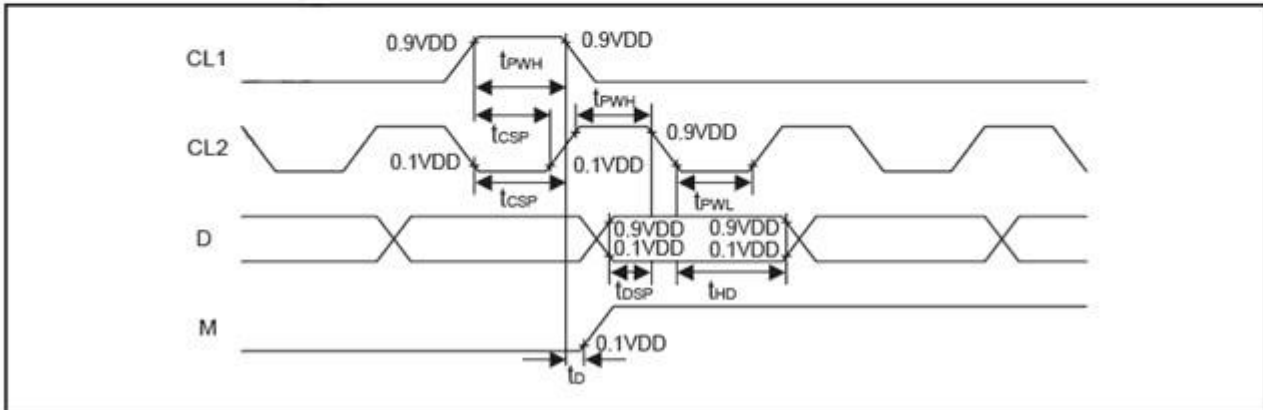 CL1
0.9VDD
0.9VDD
tPWH
tPWH
tCSP
CL2
0.9VDD
0.1VDD
0.1VDD
tCSP
tPWL
D
0.9VDD
0.9VDD
0.1VDD
0.1VDD
tDSP
tHD
M
0.1VDD
tD